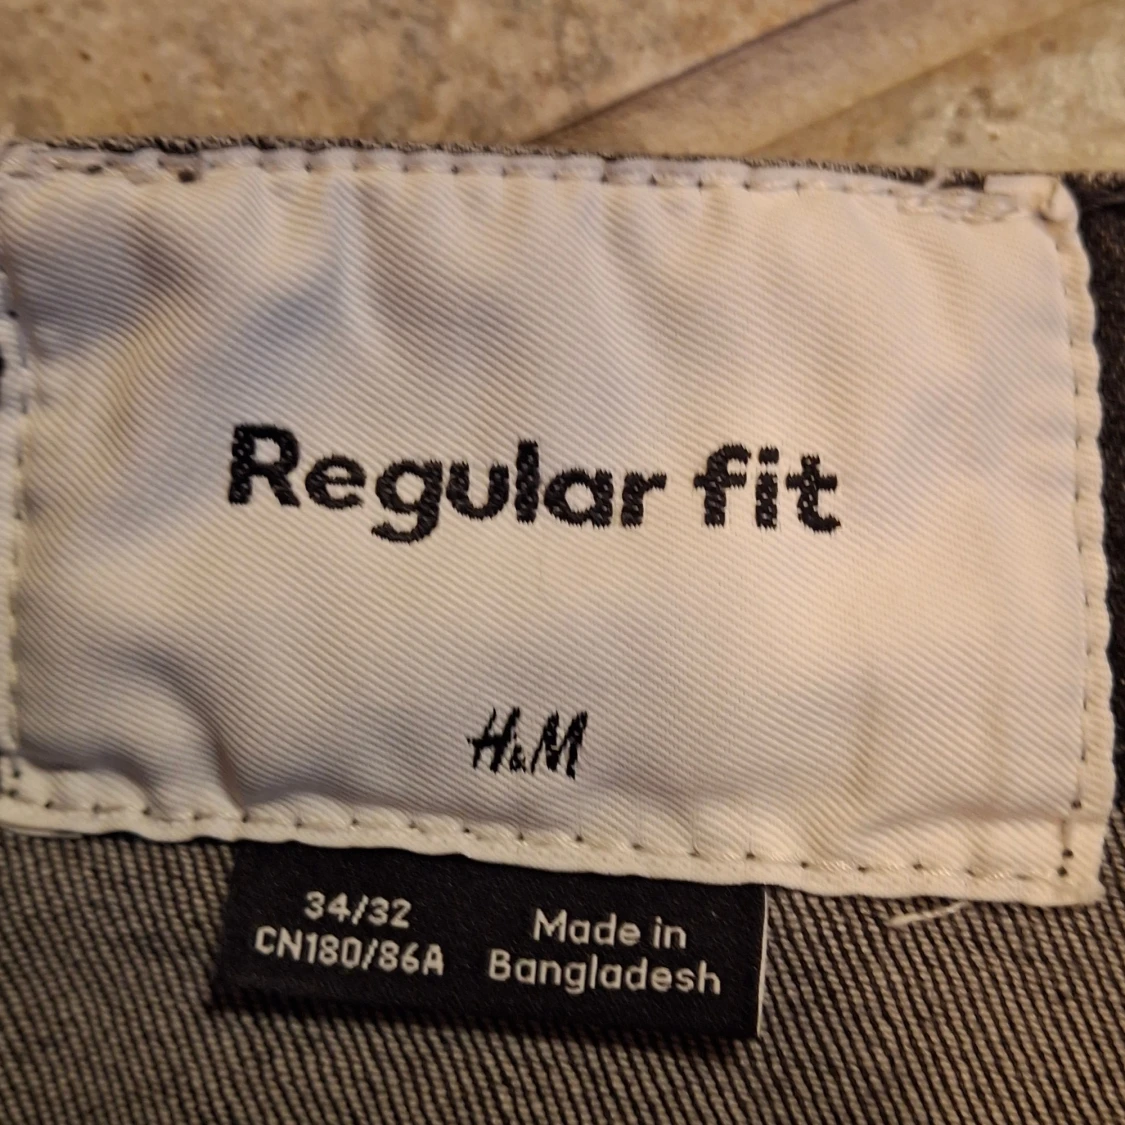 Regular fit
H&M
34/32
CN180/86A
Made in
Bangladesh